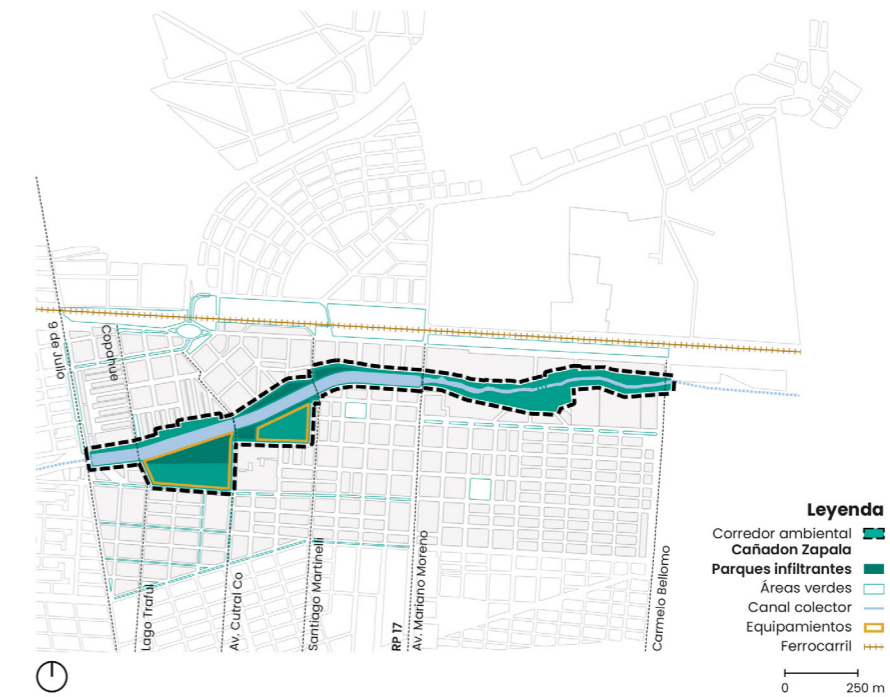 9 de Julio
Copahue
Lago Traful
Av. Cutral Co
Santiago Martinelli
RP 17
Av. Mariano Moreno
Carmelo Bellomo
Leyenda
Corredor ambiental
Cañadon Zapala
Parques infiltrantes
Áreas verdes
Canal colector
Equipamientos
Ferrocarril
0 250 m